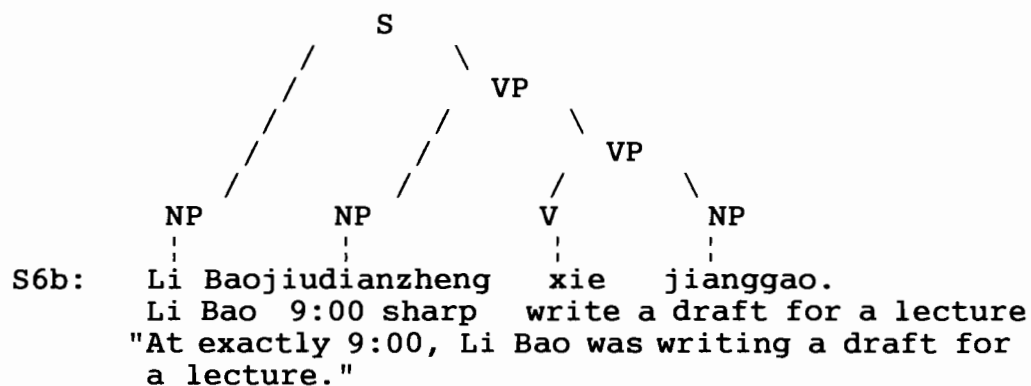 S
VP
VP
NP NP V NP
S6b: Li Baojiudianzheng xie jianggao.
Li Bao 9:00 sharp write a draft for a lecture
"At exactly 9:00, Li Bao was writing a draft for
a lecture."